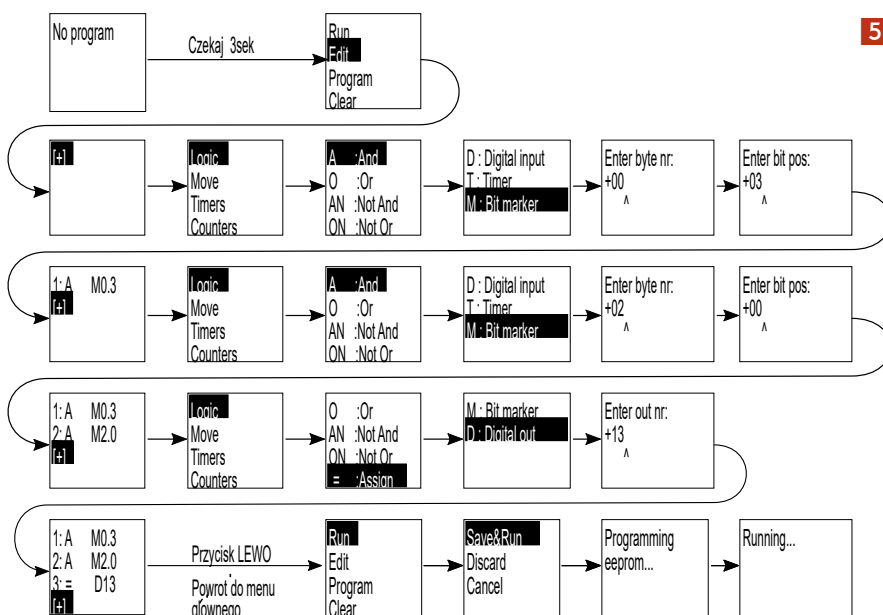 No program
Czekaj 3sek
Run
Edit
Program
Clear
5
[+]
Logic
Move
Timers
Counters
A :And
O :Or
AN :Not And
ON :Not Or
D : Digital input
T : Timer
M : Bit marker
Enter byte nr:
+00
^
Enter bit pos:
+03
^
1: A M0.3
[+]
Logic
Move
Timers
Counters
A :And
O :Or
AN :Not And
ON :Not Or
D : Digital input
T : Timer
M : Bit marker
Enter byte nr:
+02
^
Enter bit pos:
+00
^
1: A M0.3
2: A M2.0
[+]
Logic
Move
Timers
Counters
O :Or
AN :Not And
ON :Not Or
= :Assign
M : Bit marker
D : Digital out
Enter out nr:
+13
^
1: A M0.3
2: A M2.0
3: = D13
[+]
Przycisk LEWO
Powrot do menu
głownego
Run
Edit
Program
Clear
Save&Run
Discard
Cancel
Programming
eeprom...
Running...